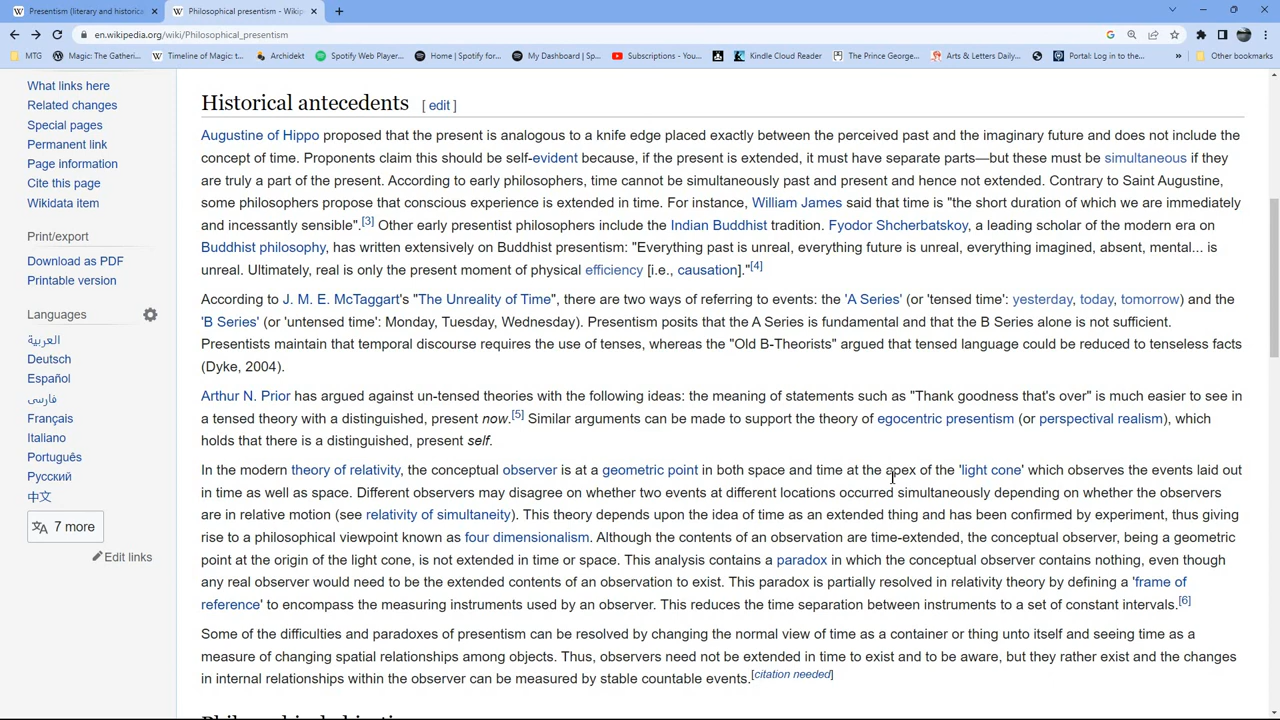 Presentism (literary and historica
Philosophical presentism - Wikip
en.wikipedia.org/wiki/Philosophical_presentism
MTG
Magic: The Gatheri...
Timeline of Magic: t...
Archidekt
Spotify Web Player...
Home | Spotify for...
My Dashboard | Sp...
Subscriptions - You...
Kindle Cloud Reader
The Prince George...
Arts & Letters Daily...
Portal: Log in to the...
»
Other bookmarks
What links here
Related changes
Special pages
Permanent link
Page information
Cite this page
Wikidata item
Print/export
Download as PDF
Printable version
Languages
العربية
Deutsch
Español
فارسی
Français
Italiano
Português
Русский
中文
7 more
Edit links
Historical antecedents [ edit ]
Augustine of Hippo proposed that the present is analogous to a knife edge placed exactly between the perceived past and the imaginary future and does not include the
concept of time. Proponents claim this should be self-evident because, if the present is extended, it must have separate parts—but these must be simultaneous if they
are truly a part of the present. According to early philosophers, time cannot be simultaneously past and present and hence not extended. Contrary to Saint Augustine,
some philosophers propose that conscious experience is extended in time. For instance, William James said that time is "the short duration of which we are immediately
and incessantly sensible".[3] Other early presentist philosophers include the Indian Buddhist tradition. Fyodor Shcherbatskoy, a leading scholar of the modern era on
Buddhist philosophy, has written extensively on Buddhist presentism: "Everything past is unreal, everything future is unreal, everything imagined, absent, mental... is
unreal. Ultimately, real is only the present moment of physical efficiency [i.e., causation]."[4]
According to J. M. E. McTaggart's "The Unreality of Time", there are two ways of referring to events: the 'A Series' (or 'tensed time': yesterday, today, tomorrow) and the
'B Series' (or 'untensed time': Monday, Tuesday, Wednesday). Presentism posits that the A Series is fundamental and that the B Series alone is not sufficient.
Presentists maintain that temporal discourse requires the use of tenses, whereas the "Old B-Theorists" argued that tensed language could be reduced to tenseless facts
(Dyke, 2004).
Arthur N. Prior has argued against un-tensed theories with the following ideas: the meaning of statements such as "Thank goodness that's over" is much easier to see in
a tensed theory with a distinguished, present now.[5] Similar arguments can be made to support the theory of egocentric presentism (or perspectival realism), which
holds that there is a distinguished, present self.
In the modern theory of relativity, the conceptual observer is at a geometric point in both space and time at the apex of the 'light cone' which observes the events laid out
in time as well as space. Different observers may disagree on whether two events at different locations occurred simultaneously depending on whether the observers
are in relative motion (see relativity of simultaneity). This theory depends upon the idea of time as an extended thing and has been confirmed by experiment, thus giving
rise to a philosophical viewpoint known as four dimensionalism. Although the contents of an observation are time-extended, the conceptual observer, being a geometric
point at the origin of the light cone, is not extended in time or space. This analysis contains a paradox in which the conceptual observer contains nothing, even though
any real observer would need to be the extended contents of an observation to exist. This paradox is partially resolved in relativity theory by defining a 'frame of
reference' to encompass the measuring instruments used by an observer. This reduces the time separation between instruments to a set of constant intervals.[6]
Some of the difficulties and paradoxes of presentism can be resolved by changing the normal view of time as a container or thing unto itself and seeing time as a
measure of changing spatial relationships among objects. Thus, observers need not be extended in time to exist and to be aware, but they rather exist and the changes
in internal relationships within the observer can be measured by stable countable events.[citation needed]